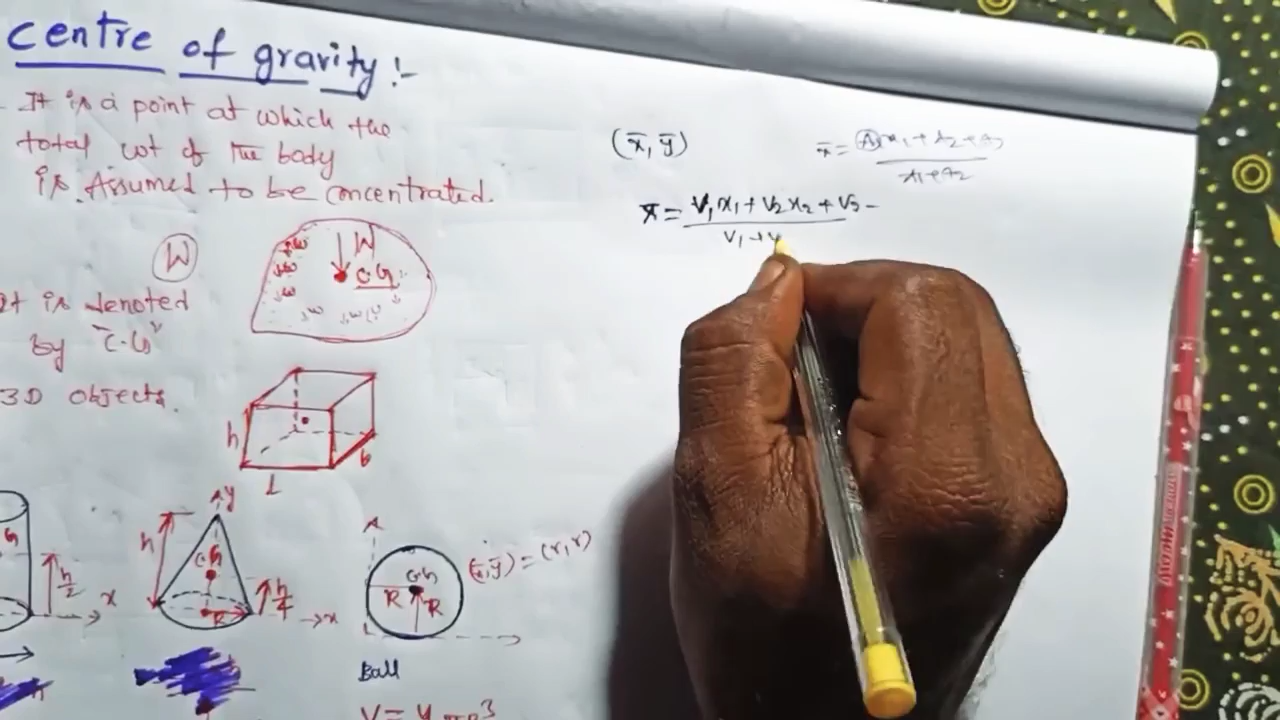 centre of gravity :-
It is a point at which the
total wt of the body
is Assumed to be concentrated.
W
W
C.G
w w w
It is denoted
by "C.G"
3D objects.
h
L
b
G
h/2
x
h
y
C.G
R
h/4
x
C.G
R
R
(x̄,ȳ) = (r,r)
Ball
(x̄, ȳ)
x̄ = V₁x₁ + V₂x₂ + V₃ -
V₁ + V